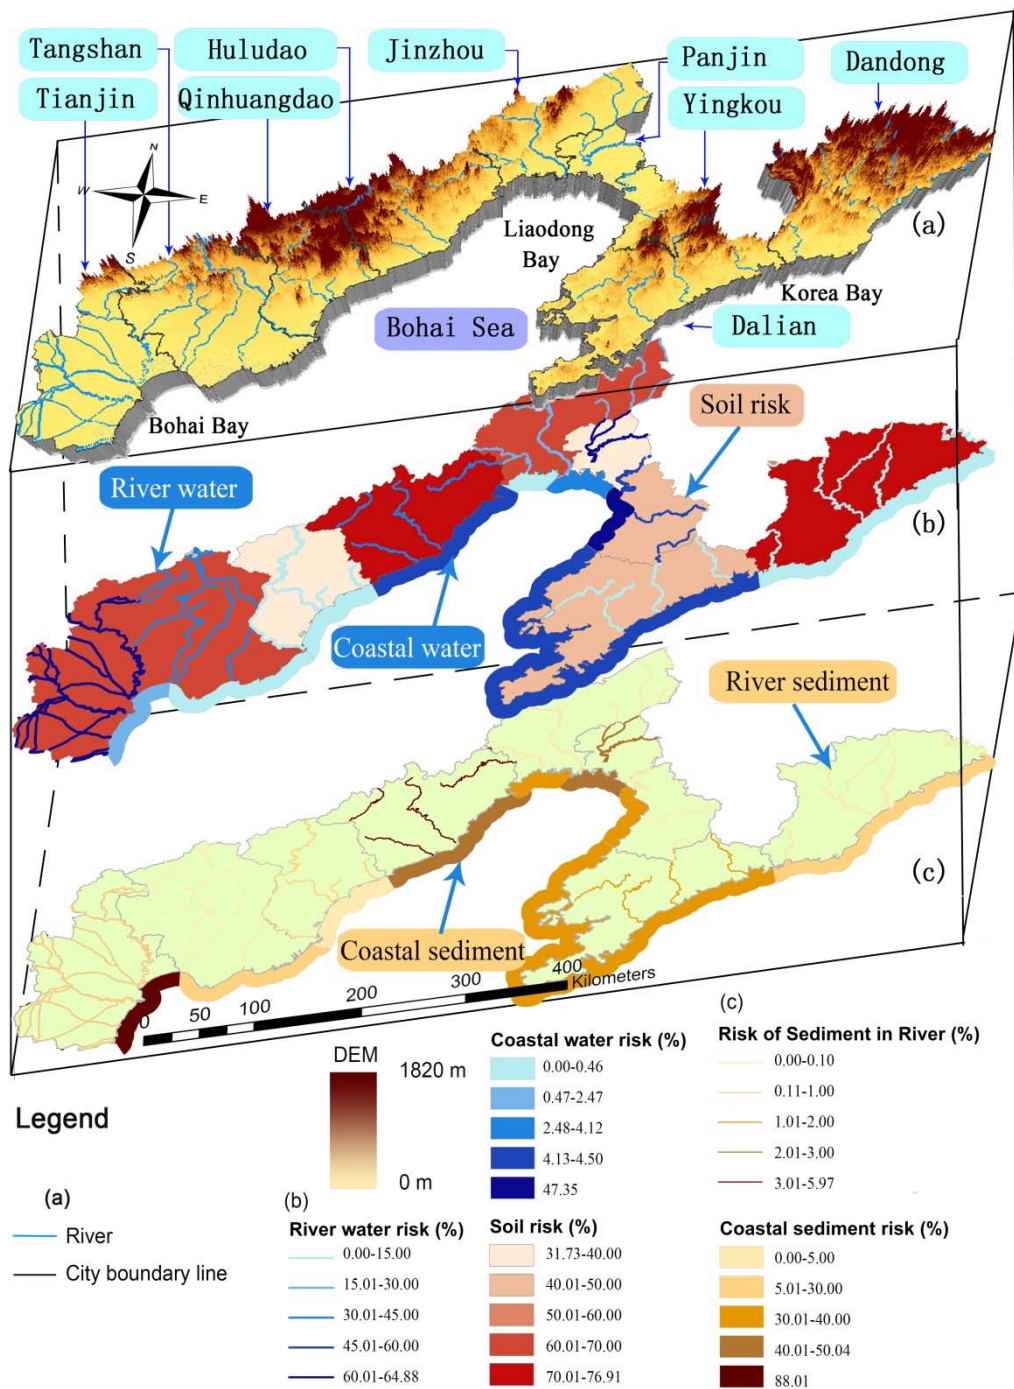 Tangshan
Huludao
Jinzhou
Panjin
Dandong
Tianjin
Qinhuangdao
Yingkou
N
W
E
S
(a)
Liaodong
Bay
Korea Bay
Bohai Sea
Dalian
Bohai Bay
Soil risk
River water
(b)
Coastal water
River sediment
(c)
Coastal sediment
0
50
100
200
300
400
Kilometers
(c)
DEM
1820 m
0 m
Coastal water risk (%)
0.00-0.46
0.47-2.47
2.48-4.12
4.13-4.50
47.35
Risk of Sediment in River (%)
0.00-0.10
0.11-1.00
1.01-2.00
2.01-3.00
3.01-5.97
Legend
(a)
River
City boundary line
(b)
River water risk (%)
0.00-15.00
15.01-30.00
30.01-45.00
45.01-60.00
60.01-64.88
Soil risk (%)
31.73-40.00
40.01-50.00
50.01-60.00
60.01-70.00
70.01-76.91
Coastal sediment risk (%)
0.00-5.00
5.01-30.00
30.01-40.00
40.01-50.04
88.01